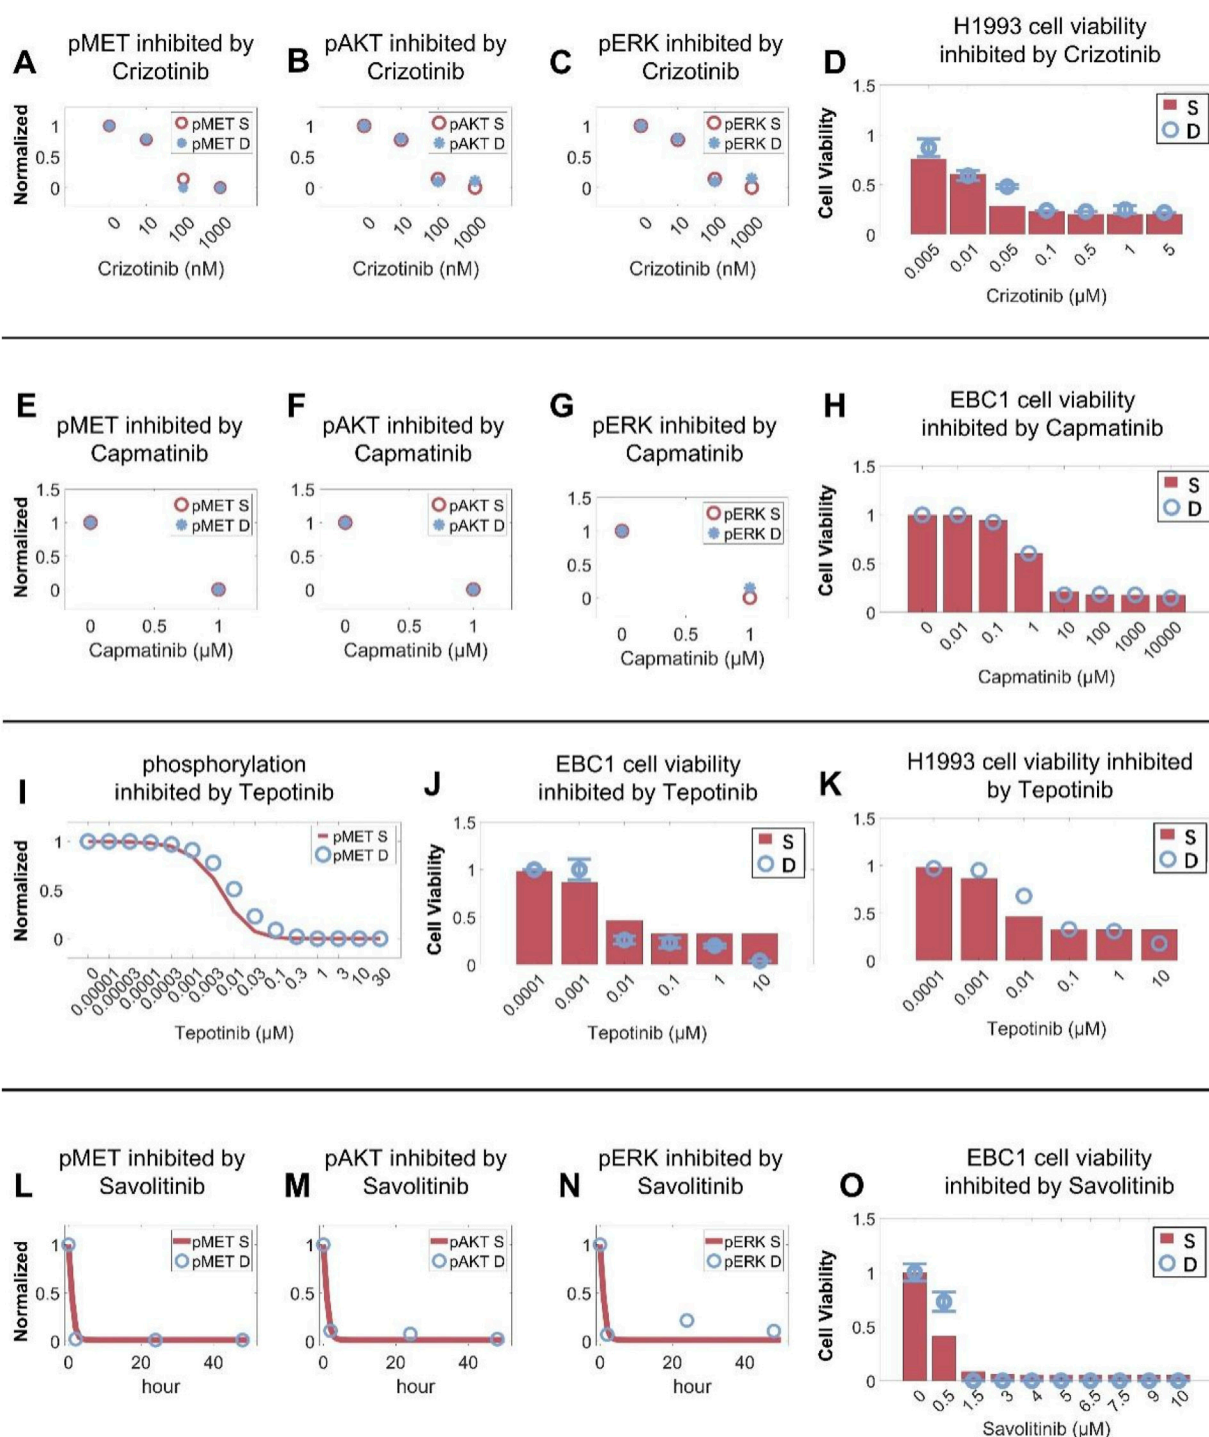 A
pMET inhibited by
Crizotinib
Normalized
1
0.5
0
pMET S
pMET D
0
10
100
1000
Crizotinib (nM)
B
pAKT inhibited by
Crizotinib
1
0.5
0
pAKT S
pAKT D
0
10
100
1000
Crizotinib (nM)
C
pERK inhibited by
Crizotinib
1
0.5
0
pERK S
pERK D
0
10
100
1000
Crizotinib (nM)
D
H1993 cell viability
inhibited by Crizotinib
Cell Viability
1.5
1
0.5
0
S
D
0.005
0.01
0.05
0.1
0.5
1
5
Crizotinib (µM)
E
pMET inhibited by
Capmatinib
Normalized
1.5
1
0.5
0
pMET S
pMET D
0
0.5
1
Capmatinib (µM)
F
pAKT inhibited by
Capmatinib
1.5
1
0.5
0
pAKT S
pAKT D
0
0.5
1
Capmatinib (µM)
G
pERK inhibited by
Capmatinib
1.5
1
0.5
0
pERK S
pERK D
0
0.5
1
Capmatinib (µM)
H
EBC1 cell viability
inhibited by Capmatinib
Cell Viability
1.5
1
0.5
0
S
D
0
0.01
0.1
1
10
100
1000
10000
Capmatinib (µM)
I
phosphorylation
inhibited by Tepotinib
Normalized
1
0.5
0
pMET S
pMET D
0
0.00001
0.00003
0.0001
0.0003
0.001
0.003
0.01
0.03
0.1
0.3
1
3
10
30
Tepotinib (µM)
J
EBC1 cell viability
inhibited by Tepotinib
Cell Viability
1.5
1
0.5
0
S
D
0.0001
0.001
0.01
0.1
1
10
Tepotinib (µM)
K
H1993 cell viability inhibited
by Tepotinib
1.5
1
0.5
0
S
D
0.0001
0.001
0.01
0.1
1
10
Tepotinib (µM)
L
pMET inhibited by
Savolitinib
Normalized
1
0.5
0
pMET S
pMET D
0
20
40
hour
M
pAKT inhibited by
Savolitinib
1
0.5
0
pAKT S
pAKT D
0
20
40
hour
N
pERK inhibited by
Savolitinib
1
0.5
0
pERK S
pERK D
0
20
40
hour
O
EBC1 cell viability
inhibited by Savolitinib
Cell Viability
1.5
1
0.5
0
S
D
0
0.5
1.5
3
4
5
6.5
7.5
9
10
Savolitinib (µM)